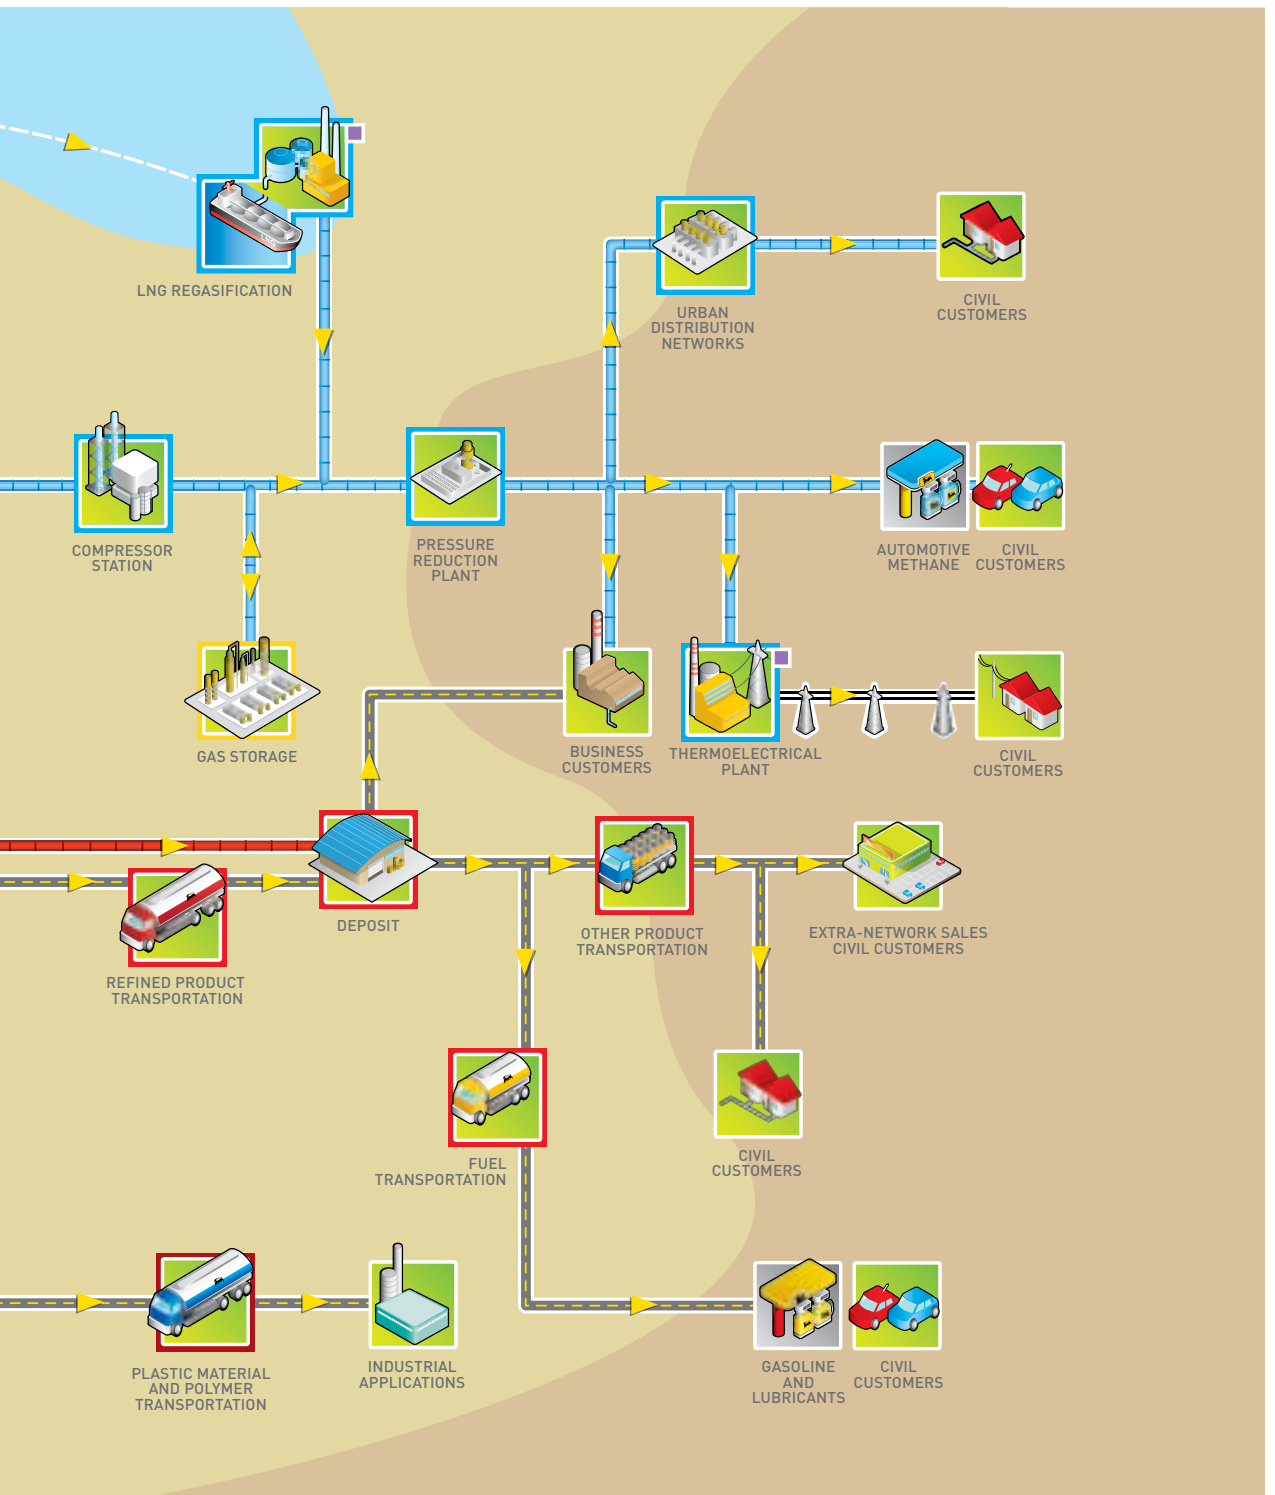 LNG REGASIFICATION
URBAN
DISTRIBUTION
NETWORKS
CIVIL
CUSTOMERS
COMPRESSOR
STATION
PRESSURE
REDUCTION
PLANT
AUTOMOTIVE
METHANE
CIVIL
CUSTOMERS
GAS STORAGE
BUSINESS
CUSTOMERS
THERMOELECTRICAL
PLANT
CIVIL
CUSTOMERS
DEPOSIT
OTHER PRODUCT
TRANSPORTATION
EXTRA-NETWORK SALES
CIVIL CUSTOMERS
REFINED PRODUCT
TRANSPORTATION
FUEL
TRANSPORTATION
CIVIL
CUSTOMERS
PLASTIC MATERIAL
AND POLYMER
TRANSPORTATION
INDUSTRIAL
APPLICATIONS
GASOLINE
AND
LUBRICANTS
CIVIL
CUSTOMERS
LNG